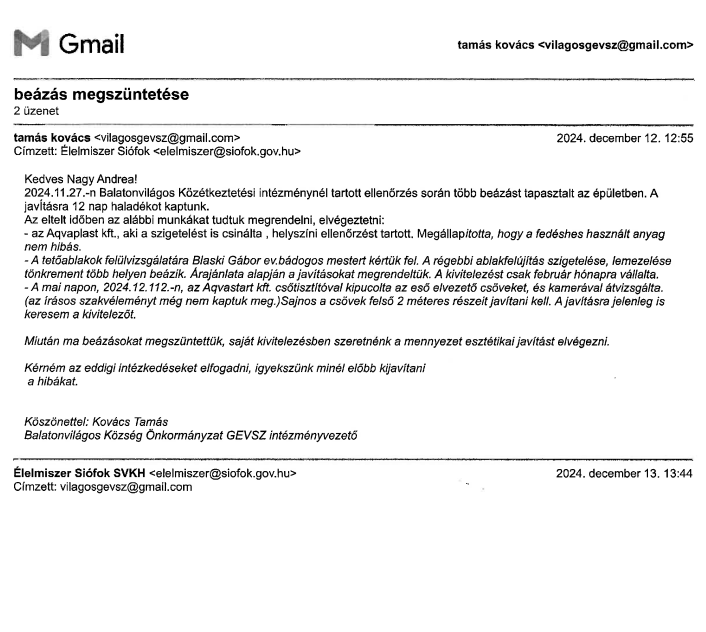 Gmail
tamás kovács <vilagosgevsz@gmail.com>
beázás megszüntetése
2 üzenet
tamás kovács <vilagosgevsz@gmail.com>
2024. december 12. 12:55
Címzett: Élelmiszer Siófok <elelmiszer@siofok.gov.hu>
Kedves Nagy Andrea!
2024.11.27.-n Balatonvilágos Közétkeztetési intézménynél tartott ellenőrzés során több beázást tapasztalt az épületben. A
javÍtásra 12 nap haladékot kaptunk.
Az eltelt időben az alábbi munkákat tudtuk megrendelni, elvégeztetni:
- az Aqvaplast kft., aki a szigetelést is csinálta , helyszíni ellenőrzést tartott. Megállapította, hogy a fedéshes használt anyag
nem hibás.
- A tetőablakok felülvizsgálatára Blaski Gábor ev.bádogos mestert kértük fel. A régebbi ablakfelújítás szigetelése, lemezelése
tönkrement több helyen beázik. Árajánlata alapján a javításokat megrendeltük. A kivitelezést csak február hónapra vállalta.
- A mai napon, 2024.12.112.-n, az Aqvastart kft. csőtisztítóval kipucolta az eső elvezető csöveket, és kamerával átvizsgálta.
(az írásos szakvéleményt még nem kaptuk meg.)Sajnos a csövek felső 2 méteres részeit javítani kell. A javításra jelenleg is
keresem a kivitelezőt.
Miután ma beázásokat megszüntettük, saját kivitelezésben szeretnénk a mennyezet esztétikai javítást elvégezni.
Kérném az eddigi intézkedéseket elfogadni, igyekszünk minél előbb kijavítani
a hibákat.
Köszönettel: Kovács Tamás
Balatonvilágos Község Önkormányzat GEVSZ intézményvezető
Élelmiszer Siófok SVKH <elelmiszer@siofok.gov.hu>
2024. december 13. 13:44
Címzett: vilagosgevsz@gmail.com